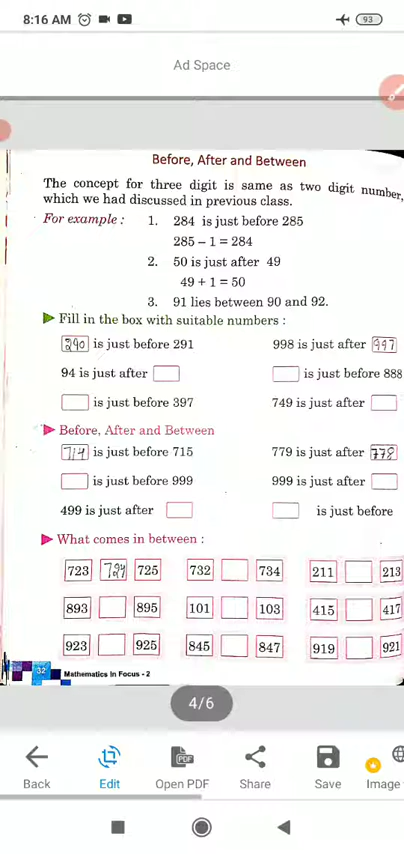 8:16 AM
93
Ad Space
Before, After and Between
The concept for three digit is same as two digit number,
which we had discussed in previous class.
For example : 1. 284 is just before 285
285 – 1 = 284
2. 50 is just after 49
49 + 1 = 50
3. 91 lies between 90 and 92.
Fill in the box with suitable numbers :
290 is just before 291 998 is just after 997
94 is just after is just before 888
is just before 397 749 is just after
Before, After and Between
714 is just before 715 779 is just after 778
is just before 999 999 is just after
499 is just after is just before
What comes in between :
723 724 725 732 734 211 213
893 895 101 103 415 417
923 925 845 847 919 921
32 Mathematics In Focus - 2
4/6
Back Edit Open PDF Share Save Image